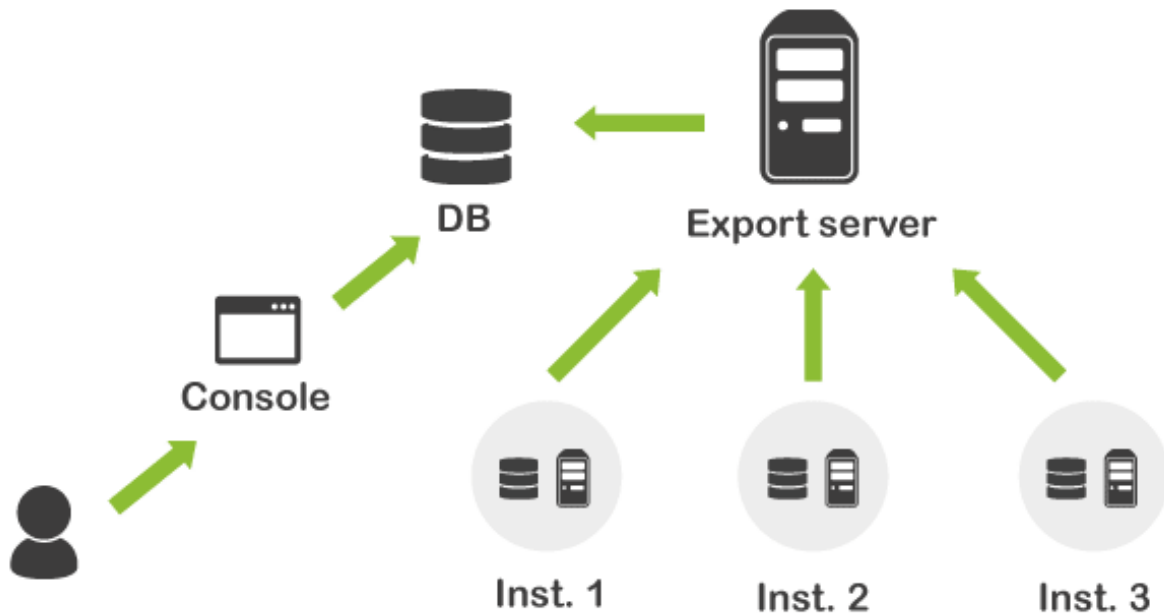 DB
Export server
Console
Inst. 1
Inst. 2
Inst. 3